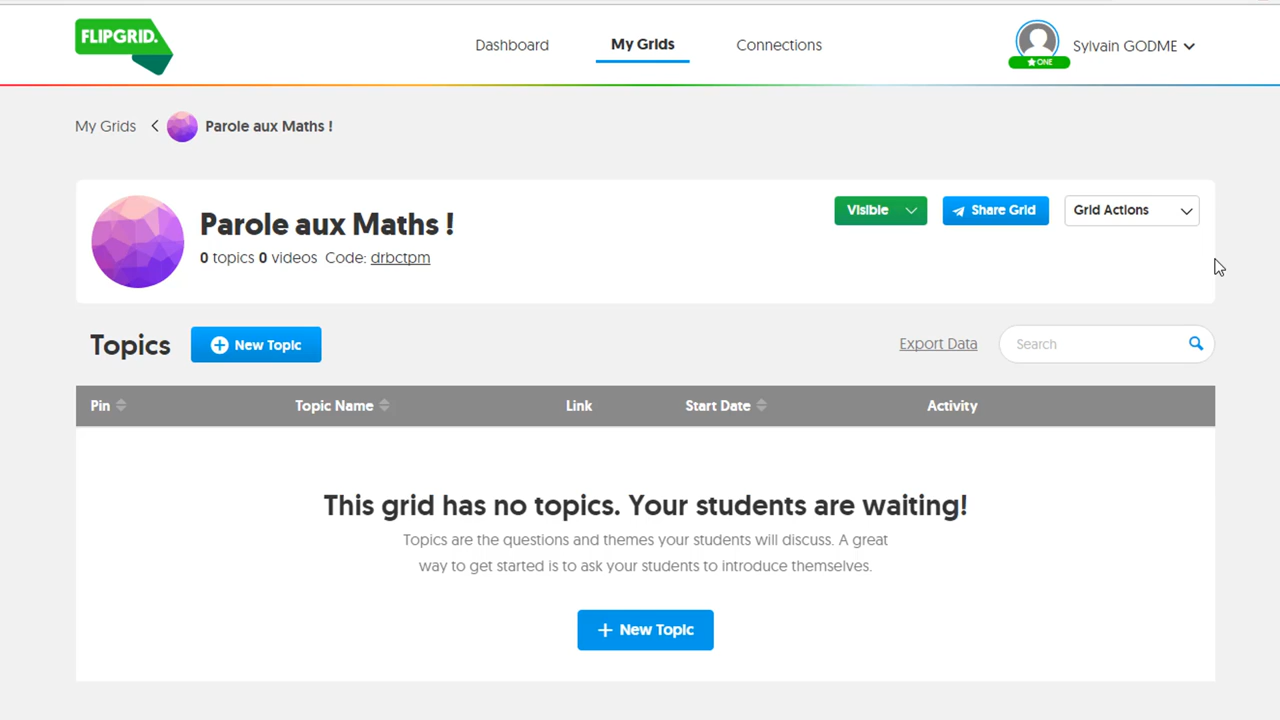 FLIPGRID.
Dashboard
My Grids
Connections
Sylvain GODME
ONE
My Grids
Parole aux Maths !
Parole aux Maths !
0 topics 0 videos Code: drbctpm
Visible
Share Grid
Grid Actions
Topics
New Topic
Export Data
Search
Pin
Topic Name
Link
Start Date
Activity
This grid has no topics. Your students are waiting!
Topics are the questions and themes your students will discuss. A great
way to get started is to ask your students to introduce themselves.
New Topic